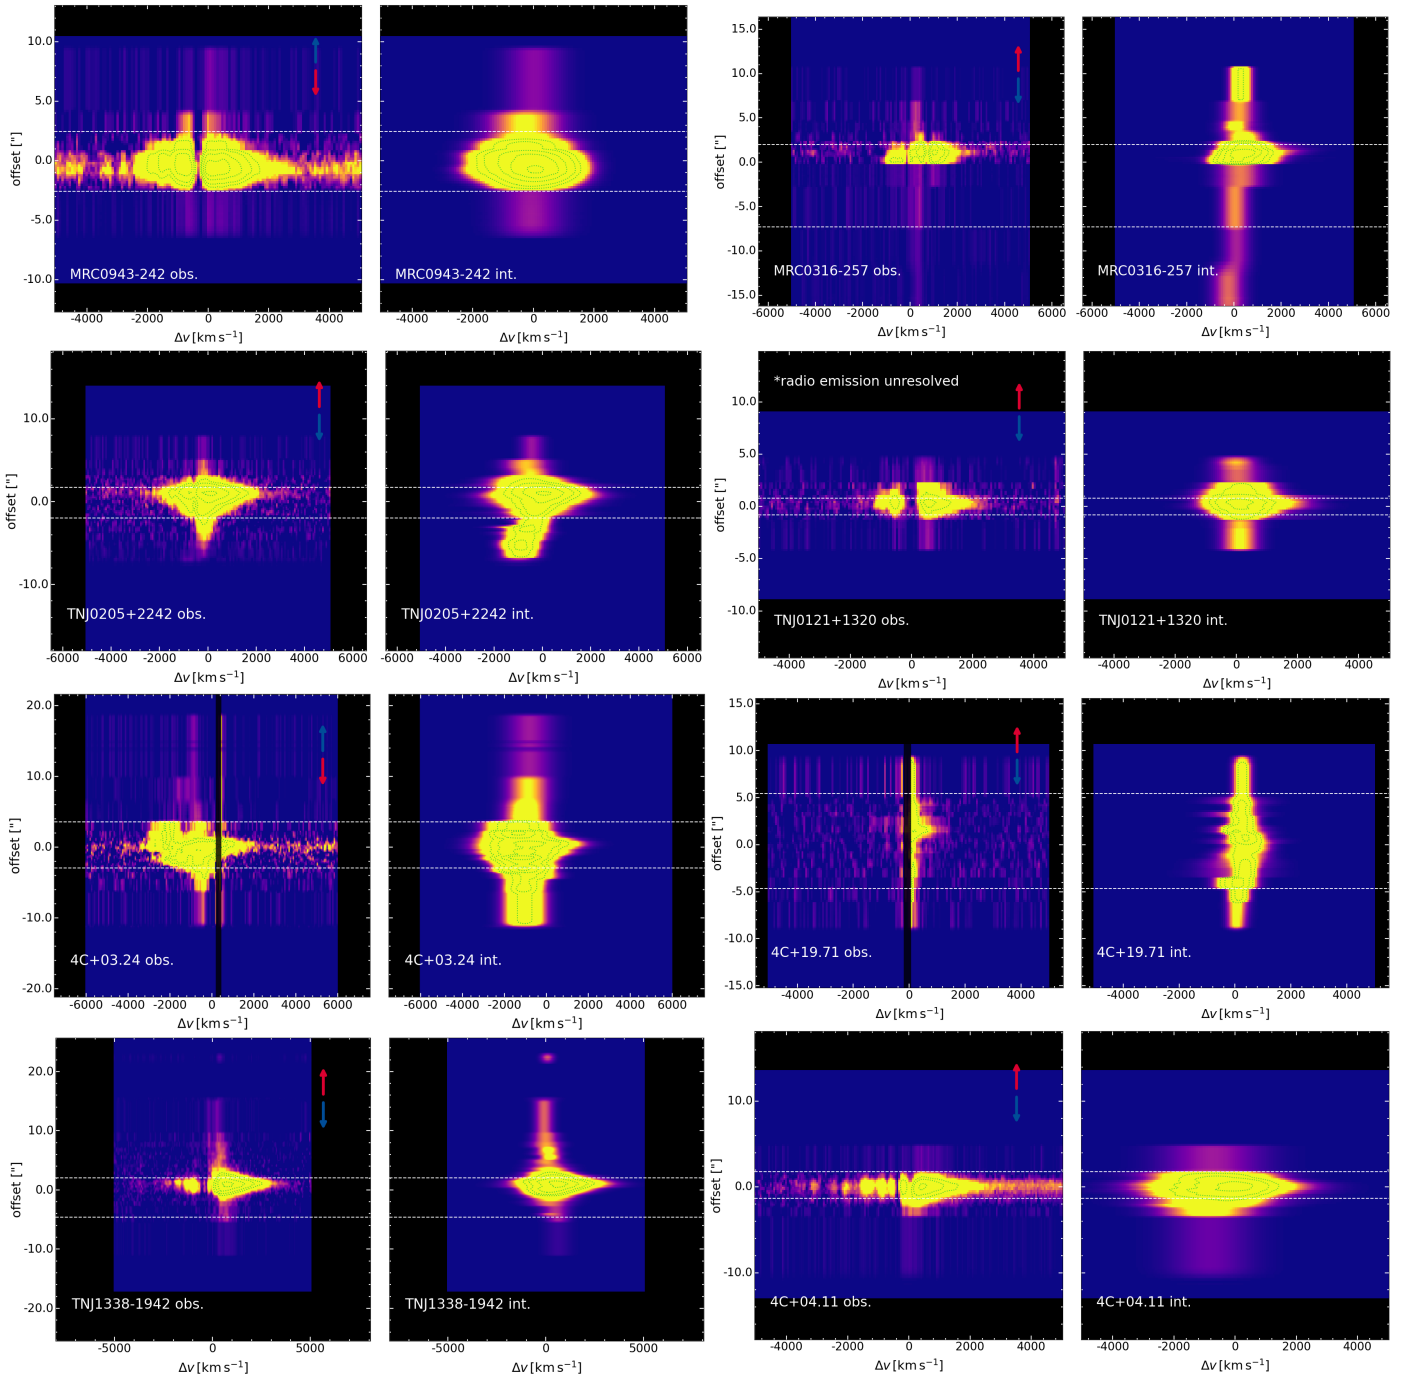 10.0
5.0
0.0
-5.0
-10.0
offset ["]
MRC0943-242 obs.
-4000 -2000 0 2000 4000
Δv [km s⁻¹]
MRC0943-242 int.
-4000 -2000 0 2000 4000
Δv [km s⁻¹]
15.0
10.0
5.0
0.0
-5.0
-10.0
-15.0
offset ["]
MRC0316-257 obs.
-6000 -4000 -2000 0 2000 4000 6000
Δv [km s⁻¹]
MRC0316-257 int.
-6000 -4000 -2000 0 2000 4000 6000
Δv [km s⁻¹]
10.0
0.0
-10.0
offset ["]
TNJ0205+2242 obs.
-6000 -4000 -2000 0 2000 4000 6000
Δv [km s⁻¹]
TNJ0205+2242 int.
-6000 -4000 -2000 0 2000 4000 6000
Δv [km s⁻¹]
*radio emission unresolved
10.0
5.0
0.0
-5.0
-10.0
offset ["]
TNJ0121+1320 obs.
-4000 -2000 0 2000 4000
Δv [km s⁻¹]
TNJ0121+1320 int.
-4000 -2000 0 2000 4000
Δv [km s⁻¹]
20.0
10.0
0.0
-10.0
-20.0
offset ["]
4C+03.24 obs.
-6000 -4000 -2000 0 2000 4000 6000
Δv [km s⁻¹]
4C+03.24 int.
-6000 -4000 -2000 0 2000 4000 6000
Δv [km s⁻¹]
15.0
10.0
5.0
0.0
-5.0
-10.0
-15.0
offset ["]
4C+19.71 obs.
-4000 -2000 0 2000 4000
Δv [km s⁻¹]
4C+19.71 int.
-4000 -2000 0 2000 4000
Δv [km s⁻¹]
20.0
10.0
0.0
-10.0
-20.0
offset ["]
TNJ1338-1942 obs.
-5000 0 5000
Δv [km s⁻¹]
TNJ1338-1942 int.
-5000 0 5000
Δv [km s⁻¹]
10.0
0.0
-10.0
offset ["]
4C+04.11 obs.
-4000 -2000 0 2000 4000
Δv [km s⁻¹]
4C+04.11 int.
-4000 -2000 0 2000 4000
Δv [km s⁻¹]